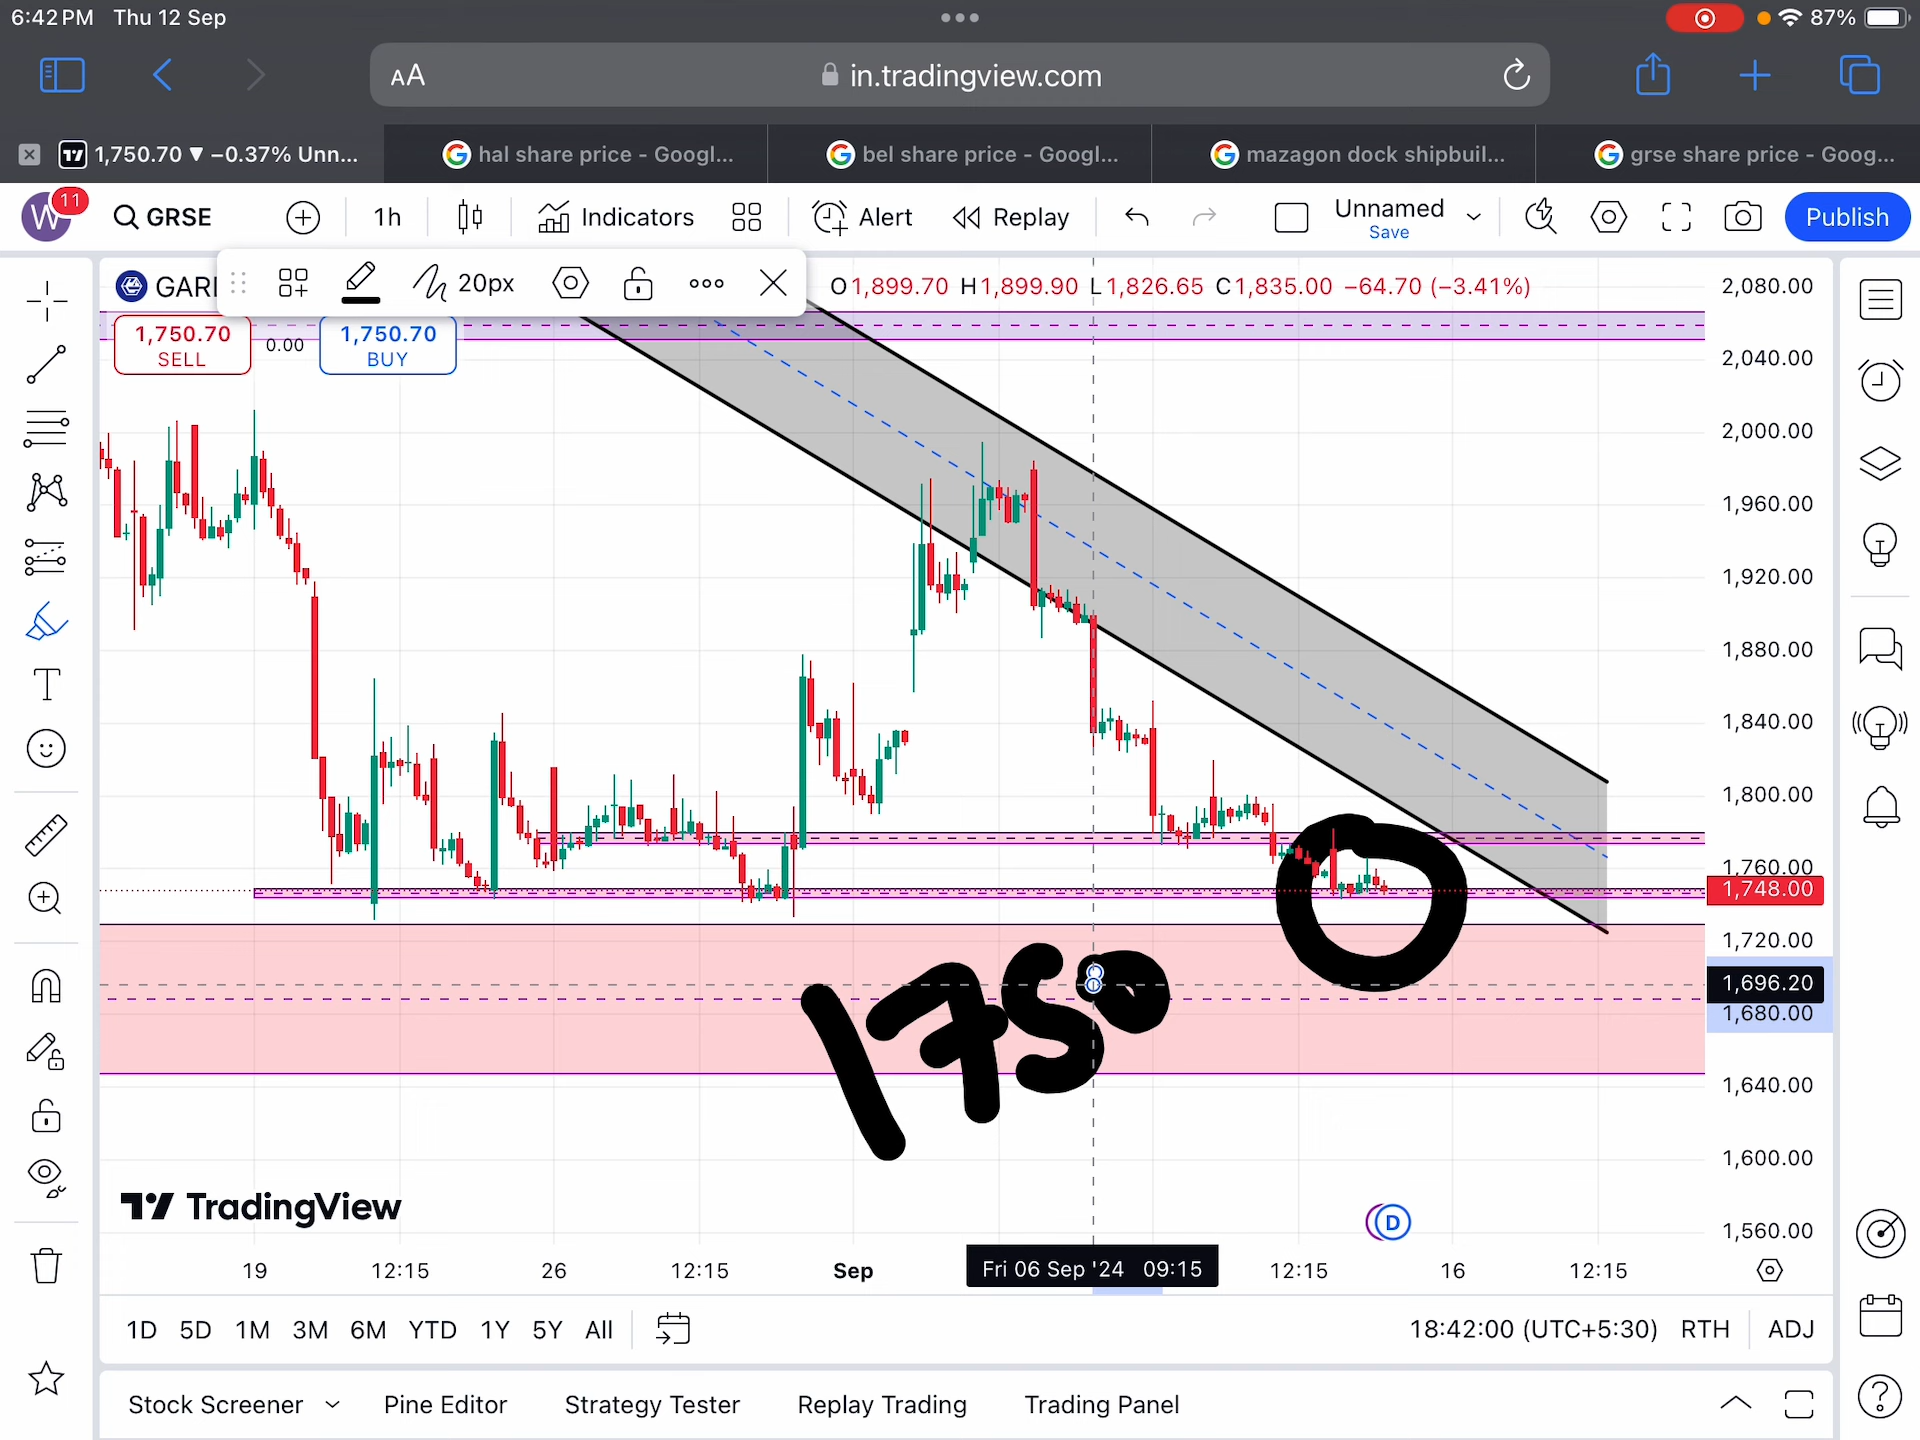 6:42 PM Thu 12 Sep
87%
AA in.tradingview.com
1,750.70 ▼ −0.37% Unn...
hal share price - Googl...
bel share price - Googl...
mazagon dock shipbuil...
grse share price - Goog...
W 11
GRSE
1h
Indicators
Alert
Replay
Unnamed
Save
Publish
GARI
20px
O1,899.70 H1,899.90 L1,826.65 C1,835.00 −64.70 (−3.41%)
1,750.70
SELL
0.00
1,750.70
BUY
2,080.00
2,040.00
2,000.00
1,960.00
1,920.00
1,880.00
1,840.00
1,800.00
1,760.00
1,748.00
1,720.00
1,696.20
1,680.00
1,640.00
1,600.00
1,560.00
1750
TradingView
D
19 12:15 26 12:15 Sep Fri 06 Sep '24 09:15 12:15 16 12:15
1D 5D 1M 3M 6M YTD 1Y 5Y All
18:42:00 (UTC+5:30) RTH ADJ
Stock Screener Pine Editor Strategy Tester Replay Trading Trading Panel